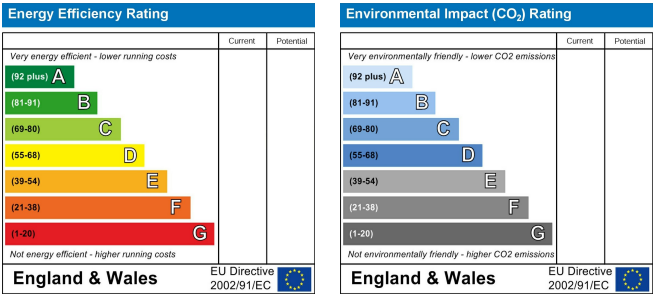 Energy Efficiency Rating
Current Potential
Very energy efficient - lower running costs
(92 plus) A
(81-91) B
(69-80) C
(55-68) D
(39-54) E
(21-38) F
(1-20) G
Not energy efficient - higher running costs
England & Wales
EU Directive
2002/91/EC
Environmental Impact (CO₂) Rating
Current Potential
Very environmentally friendly - lower CO2 emissions
(92 plus) A
(81-91) B
(69-80) C
(55-68) D
(39-54) E
(21-38) F
(1-20) G
Not environmentally friendly - higher CO2 emissions
England & Wales
EU Directive
2002/91/EC